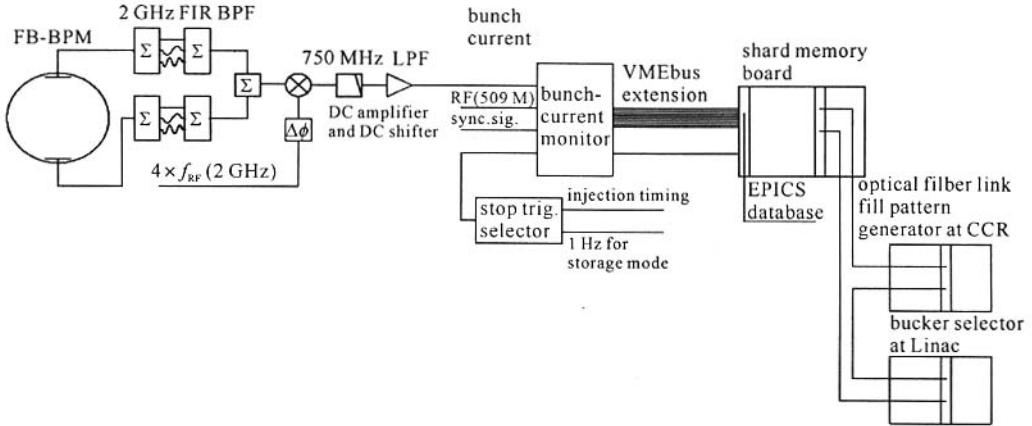 2 GHz FIR BPF
FB-BPM
Σ
Σ
Σ
Σ
Σ
750 MHz LPF
DC amplifier
and DC shifter
Δϕ
4×f_RF (2 GHz)
bunch
current
RF(509 M)
sync.sig.
bunch-
current
monitor
VMEbus
extension
shard memory
board
stop trig.
selector
injection timing
1 Hz for
storage mode
EPICS
database
optical filber link
fill pattern
generator at CCR
bucker selector
at Linac